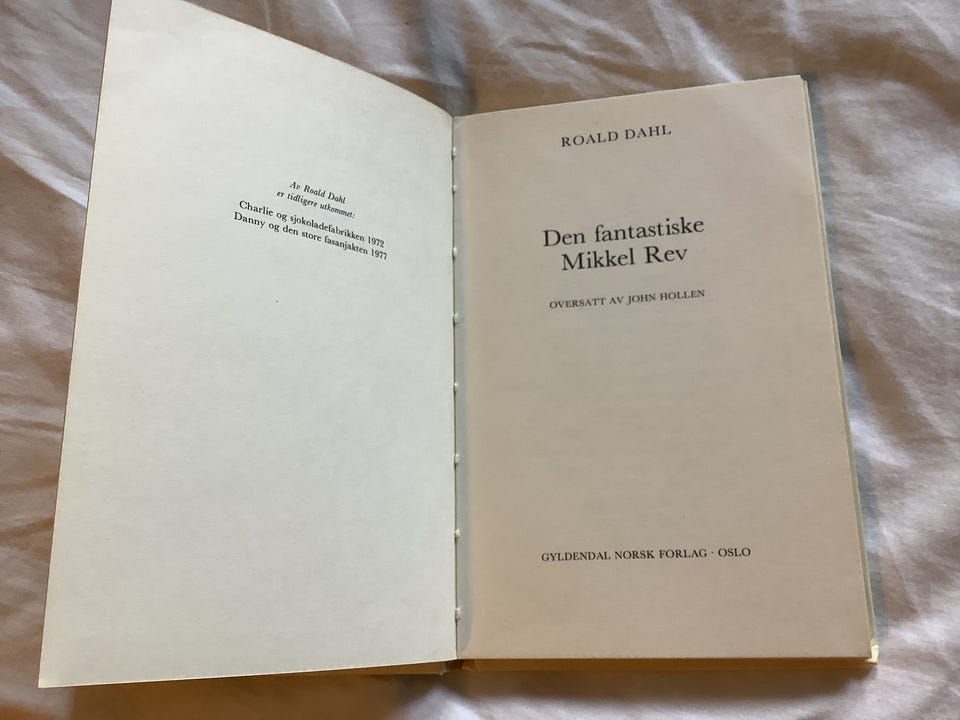 Av Roald Dahl
er tidligere utkommet:
Charlie og sjokoladefabrikken 1972
Danny og den store fasanjakten 1977
ROALD DAHL
Den fantastiske
Mikkel Rev
OVERSATT AV JOHN HOLLEN
GYLDENDAL NORSK FORLAG · OSLO